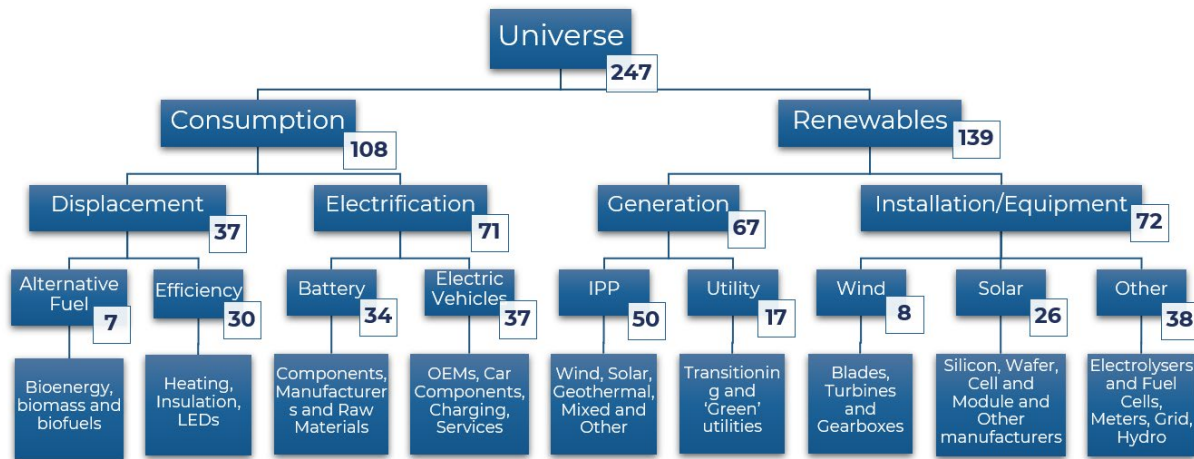 Universe
247
Consumption
108
Renewables
139
Displacement
37
Electrification
71
Generation
67
Installation/Equipment
72
Alternative
Fuel
7
Efficiency
30
Battery
34
Electric
Vehicles
37
IPP
50
Utility
17
Wind
8
Solar
26
Other
38
Bioenergy,
biomass and
biofuels
Heating,
Insulation,
LEDs
Components,
Manufacturer
s and Raw
Materials
OEMs, Car
Components,
Charging,
Services
Wind, Solar,
Geothermal,
Mixed and
Other
Transitionin
g and
‘Green’
utilities
Blades,
Turbines
and
Gearboxes
Silicon, Wafer,
Cell and
Module and
Other
manufacturers
Electrolysers
and Fuel
Cells,
Meters, Grid,
Hydro